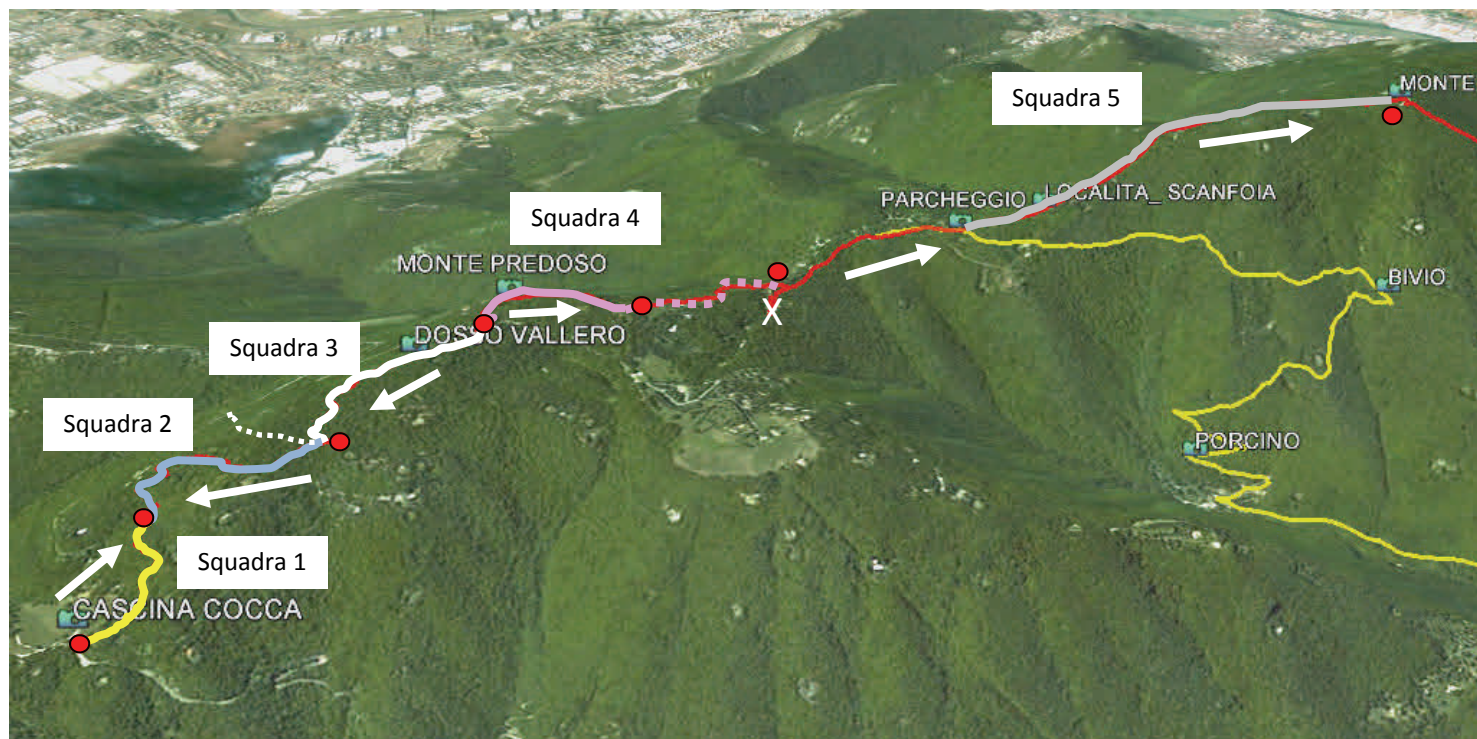 MONTE
Squadra 5
PARCHEGGIO
LOCALITA_ SCANFOIA
Squadra 4
MONTE PREDOSO
BIVIO
X
DOSSO VALLERO
Squadra 3
Squadra 2
PORCINO
Squadra 1
CASCINA COCCA